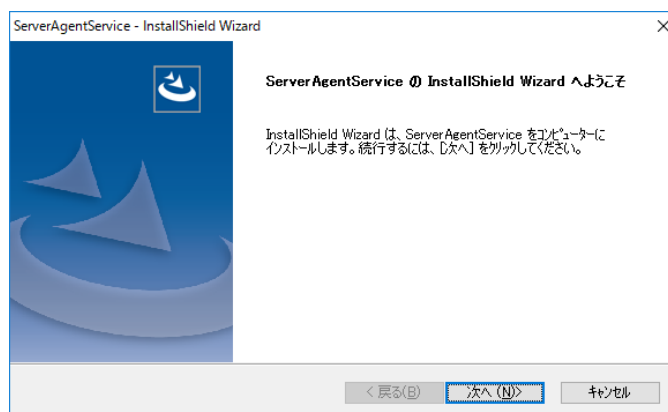 ServerAgentService - InstallShield Wizard
ServerAgentService の InstallShield Wizard へようこそ
InstallShield Wizard は、ServerAgentService をコンピューターに
インストールします。続行するには、[次へ] をクリックしてください。
< 戻る(B)
次へ (N)>
キャンセル